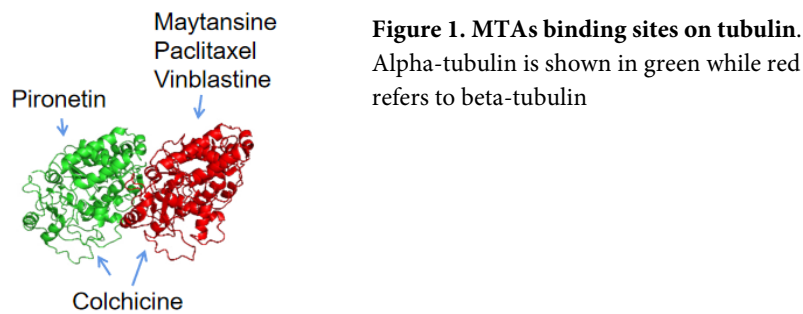 Maytansine
Paclitaxel
Vinblastine
Pironetin
Colchicine
Figure 1. MTAs binding sites on tubulin.
Alpha-tubulin is shown in green while red
refers to beta-tubulin